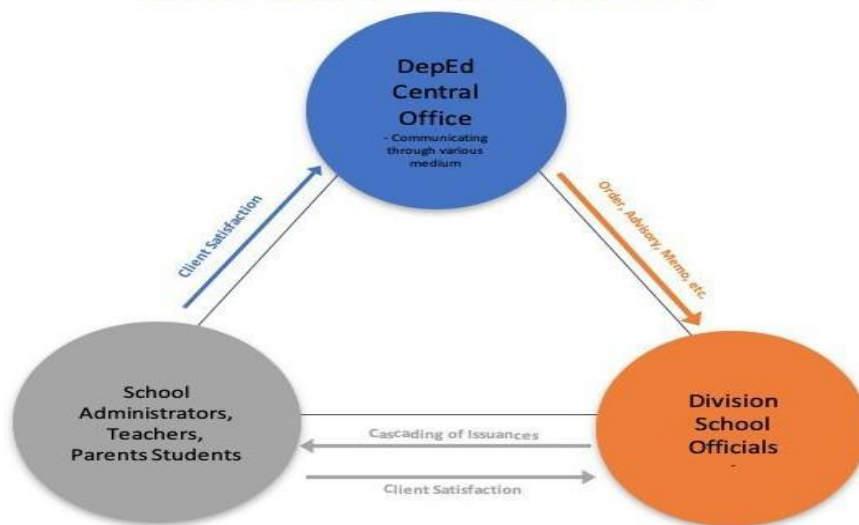 DepEd
Central
Office
- Communicating
through various
medium
Client Satisfaction
Order, Advisory, Memo, etc.
School
Administrators,
Teachers,
Parents Students
Division
School
Officials
-
Cascading of Issuances
Client Satisfaction